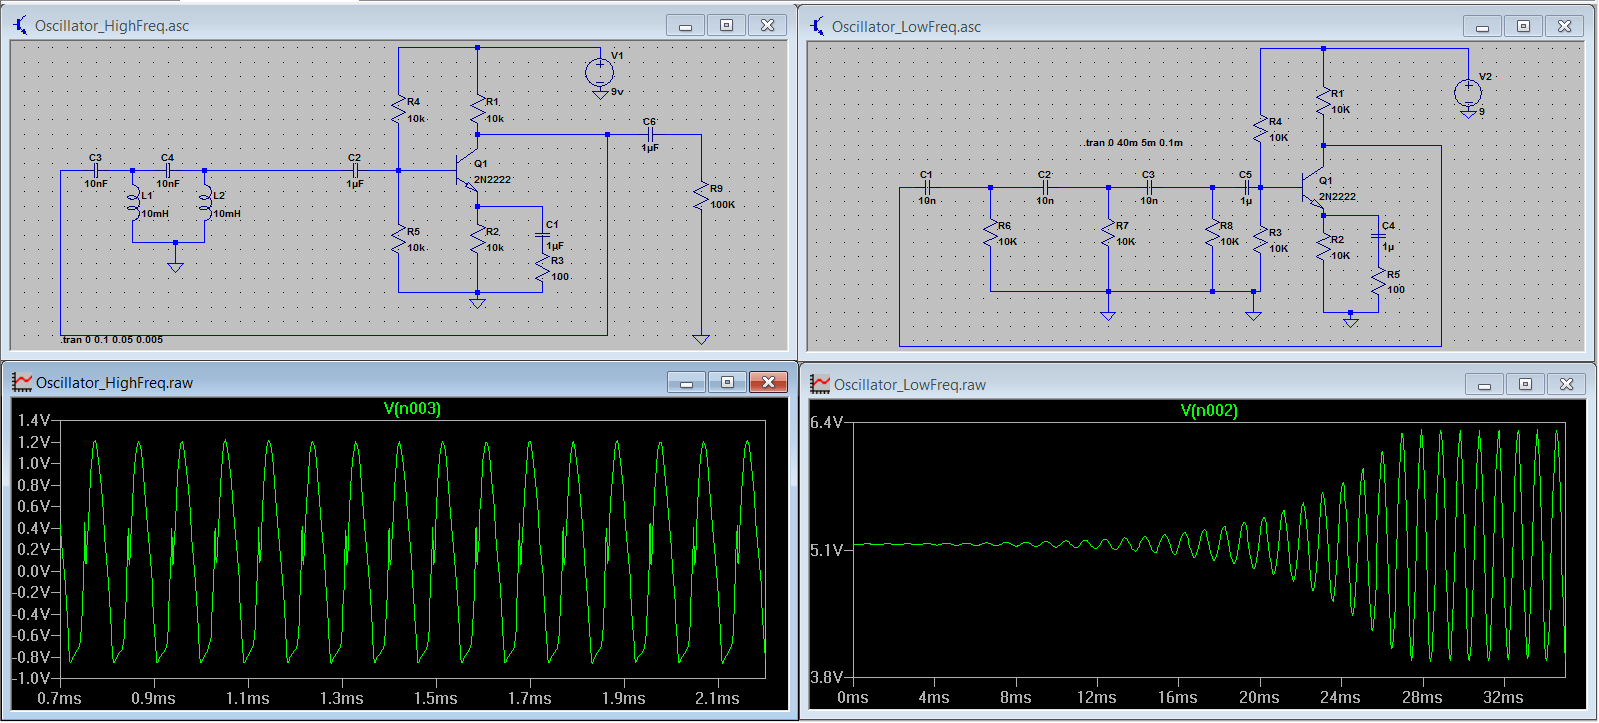 Oscillator_HighFreq.asc
V1
9v
R4
10k
R1
10k
C6
1µF
C3
10nF
C4
10nF
C2
1µF
Q1
2N2222
L1
10mH
L2
10mH
R9
100K
R5
10k
R2
10k
C1
1µF
R3
100
.tran 0 0.1 0.05 0.005
Oscillator_LowFreq.asc
V2
9
R1
10K
R4
10K
.tran 0 40m 5m 0.1m
C1
10n
C2
10n
C3
10n
C5
1µ
Q1
2N2222
R6
10K
R7
10K
R8
10K
R3
10K
R2
10K
C4
1µ
R5
100
Oscillator_HighFreq.raw
V(n003)
1.4V
1.2V
1.0V
0.8V
0.6V
0.4V
0.2V
0.0V
-0.2V
-0.4V
-0.6V
-0.8V
-1.0V
0.7ms 0.9ms 1.1ms 1.3ms 1.5ms 1.7ms 1.9ms 2.1ms
Oscillator_LowFreq.raw
V(n002)
6.4V
5.1V
3.8V
0ms 4ms 8ms 12ms 16ms 20ms 24ms 28ms 32ms